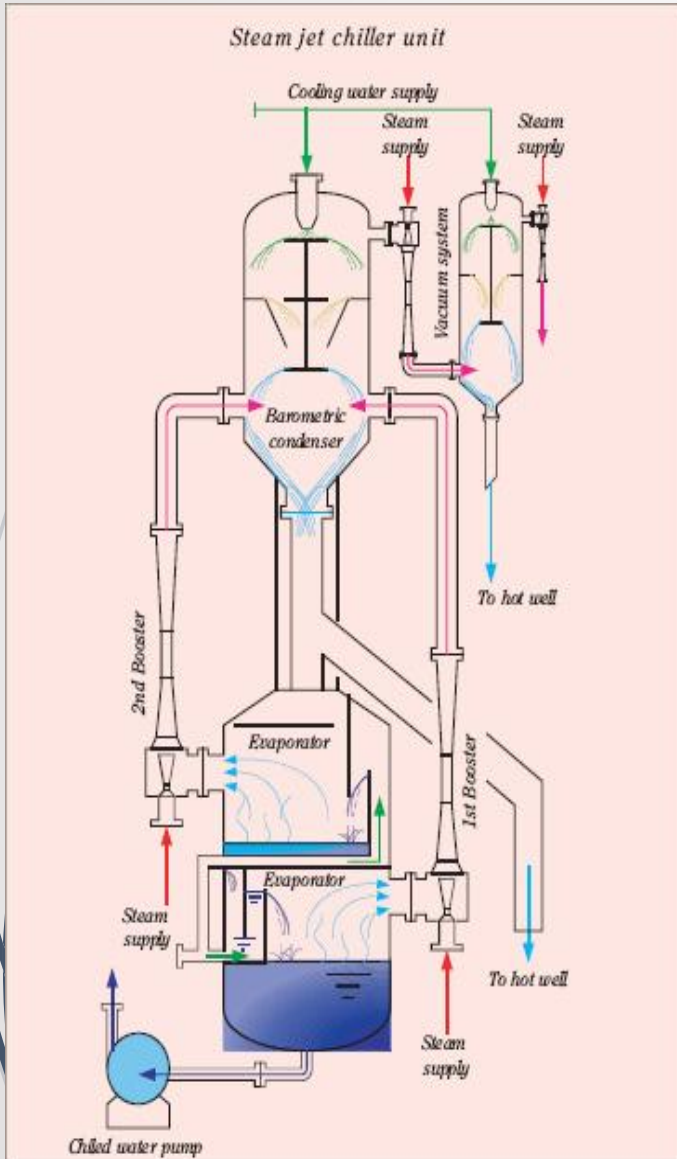 Steam jet chiller unit
Cooling water supply
Steam
supply
Steam
supply
Vacuum system
Barometric
condenser
To hot well
2nd Booster
Evaporator
1st Booster
Evaporator
Steam
supply
To hot well
Steam
supply
Chilled water pump